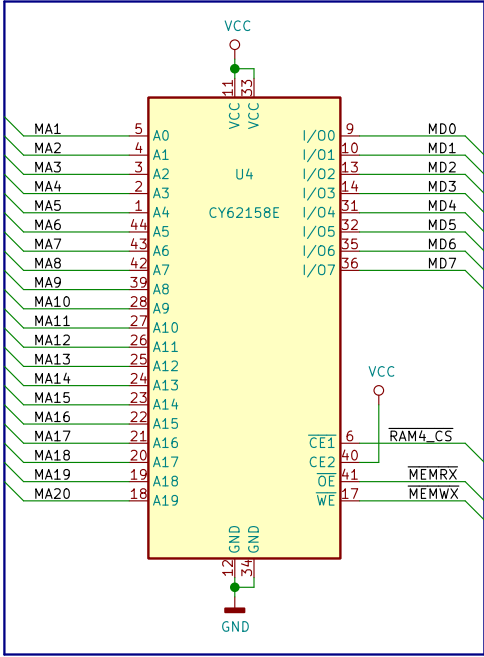 VCC
11 33
VCC VCC
MA1 5 A0 I/O0 9 MD0
MA2 4 A1 I/O1 10 MD1
MA3 3 A2 I/O2 13 MD2
U4
MA4 2 A3 I/O3 14 MD3
MA5 1 A4 I/O4 31 MD4
CY62158E
MA6 44 A5 I/O5 32 MD5
MA7 43 A6 I/O6 35 MD6
MA8 42 A7 I/O7 36 MD7
MA9 39 A8
MA10 28 A9
MA11 27 A10
MA12 26 A11
MA13 25 A12
VCC
MA14 24 A13
MA15 23 A14
MA16 22 A15
MA17 21 A16 CE1 6 RAM4_CS
MA18 20 A17 CE2 40
MA19 19 A18 OE 41 MEMRX
MA20 18 A19 WE 17 MEMWX
GND GND
12 34
GND